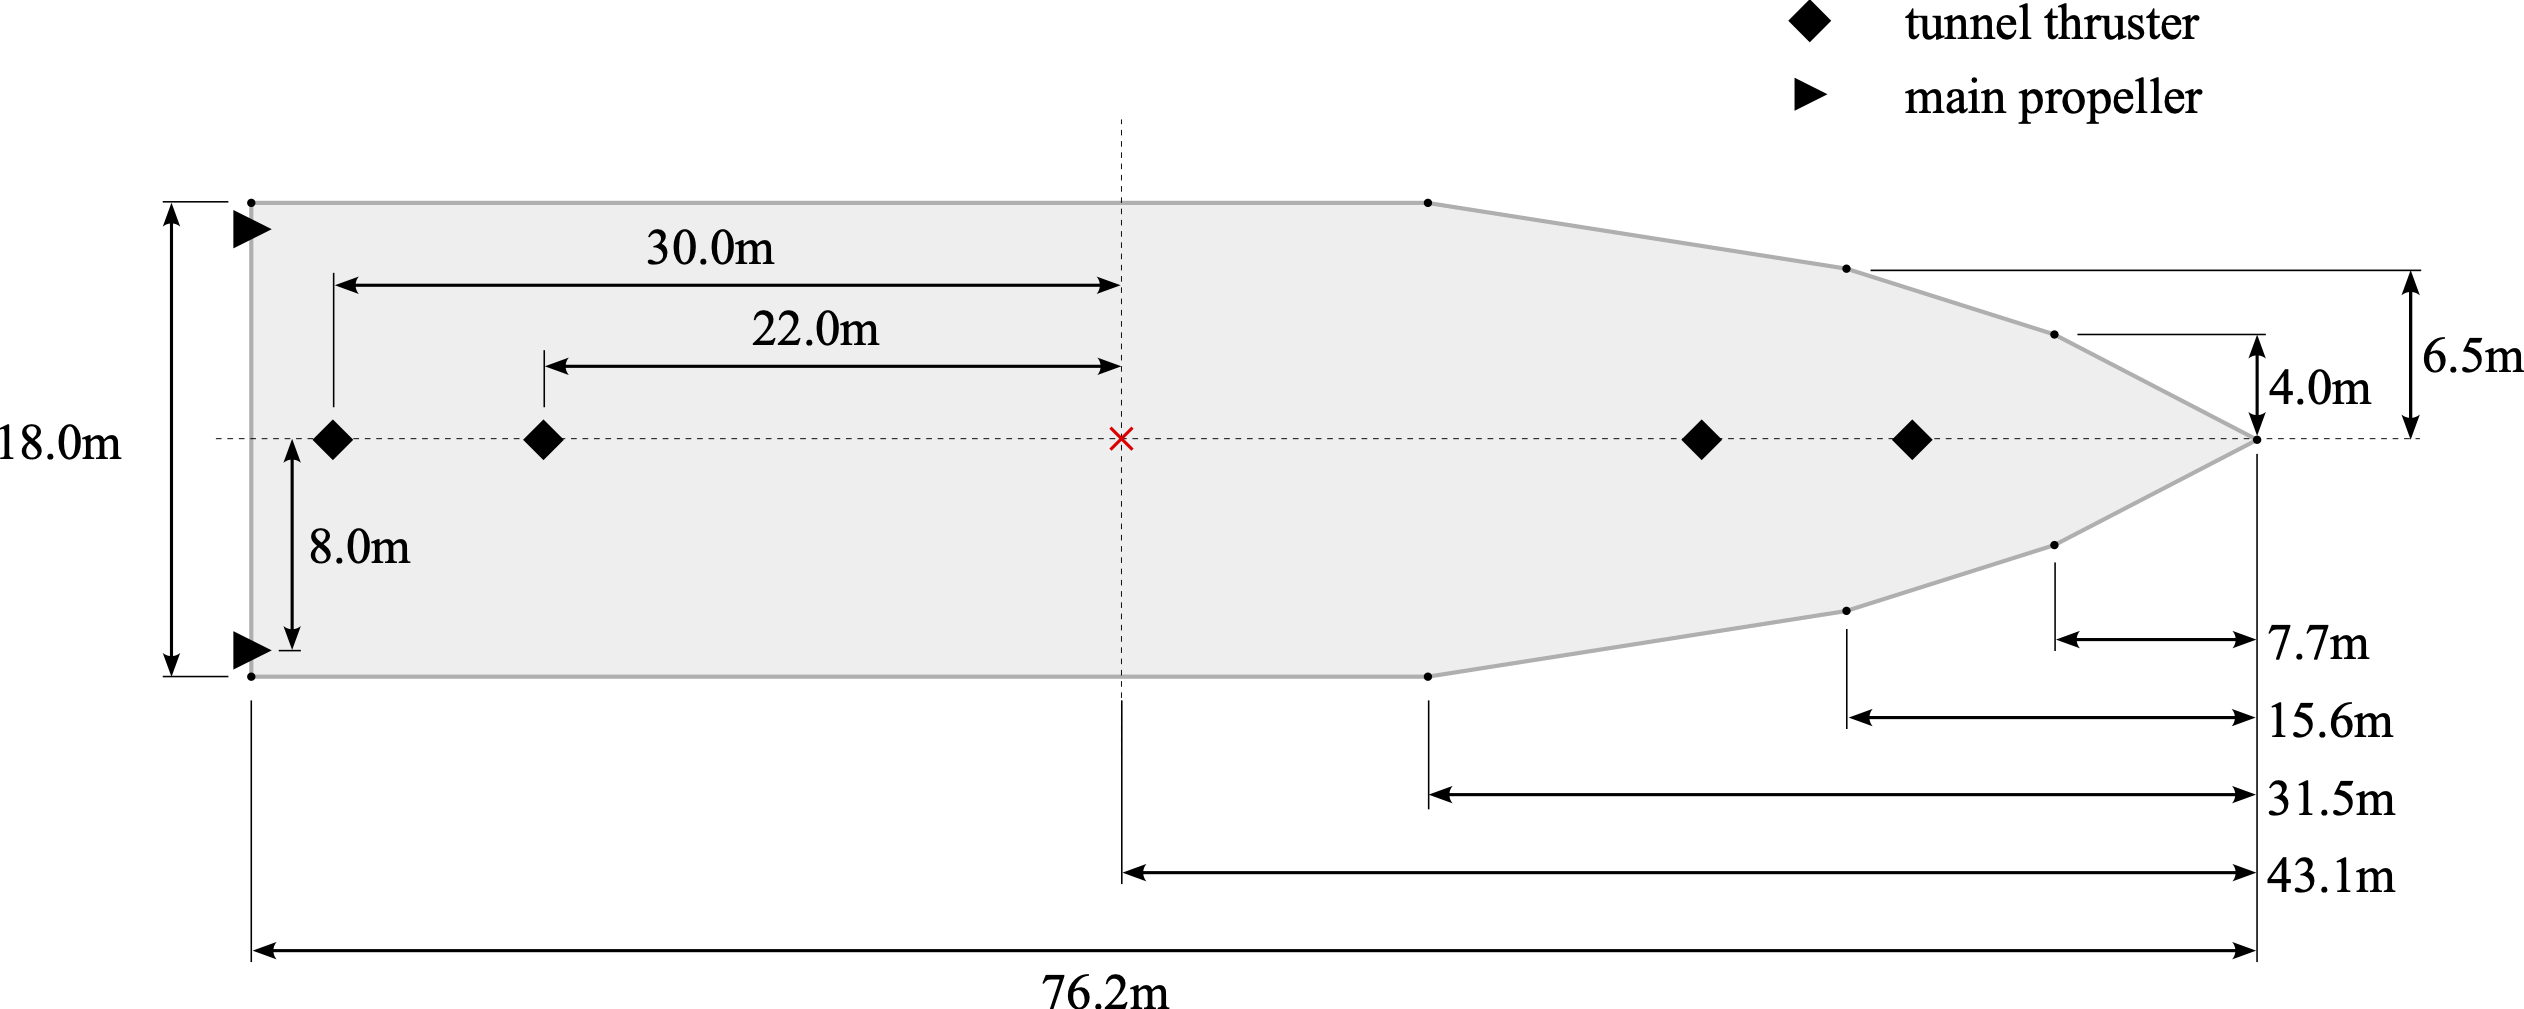 tunnel thruster
main propeller
30.0m
22.0m
6.5m
4.0m
18.0m
8.0m
7.7m
15.6m
31.5m
43.1m
76.2m